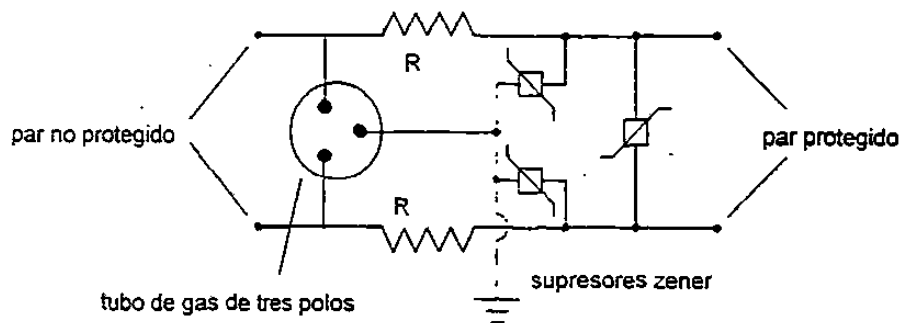 R
par no protegido
par protegido
R
supresores zener
tubo de gas de tres polos